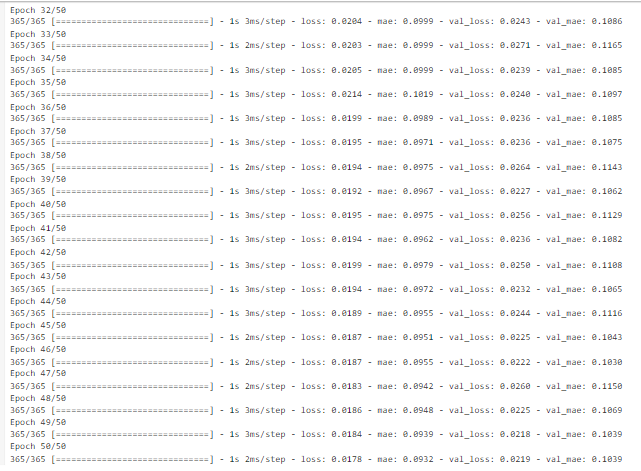 Epoch 32/50
365/365 [==============================] - 1s 3ms/step - loss: 0.0204 - mae: 0.0999 - val_loss: 0.0243 - val_mae: 0.1086
Epoch 33/50
365/365 [==============================] - 1s 2ms/step - loss: 0.0203 - mae: 0.0999 - val_loss: 0.0271 - val_mae: 0.1165
Epoch 34/50
365/365 [==============================] - 1s 3ms/step - loss: 0.0205 - mae: 0.0999 - val_loss: 0.0239 - val_mae: 0.1085
Epoch 35/50
365/365 [==============================] - 1s 3ms/step - loss: 0.0214 - mae: 0.1019 - val_loss: 0.0240 - val_mae: 0.1097
Epoch 36/50
365/365 [==============================] - 1s 3ms/step - loss: 0.0199 - mae: 0.0989 - val_loss: 0.0236 - val_mae: 0.1085
Epoch 37/50
365/365 [==============================] - 1s 3ms/step - loss: 0.0195 - mae: 0.0971 - val_loss: 0.0236 - val_mae: 0.1075
Epoch 38/50
365/365 [==============================] - 1s 2ms/step - loss: 0.0194 - mae: 0.0975 - val_loss: 0.0264 - val_mae: 0.1143
Epoch 39/50
365/365 [==============================] - 1s 3ms/step - loss: 0.0192 - mae: 0.0967 - val_loss: 0.0227 - val_mae: 0.1062
Epoch 40/50
365/365 [==============================] - 1s 3ms/step - loss: 0.0195 - mae: 0.0975 - val_loss: 0.0256 - val_mae: 0.1129
Epoch 41/50
365/365 [==============================] - 1s 3ms/step - loss: 0.0194 - mae: 0.0962 - val_loss: 0.0236 - val_mae: 0.1082
Epoch 42/50
365/365 [==============================] - 1s 3ms/step - loss: 0.0199 - mae: 0.0979 - val_loss: 0.0250 - val_mae: 0.1108
Epoch 43/50
365/365 [==============================] - 1s 3ms/step - loss: 0.0194 - mae: 0.0972 - val_loss: 0.0232 - val_mae: 0.1065
Epoch 44/50
365/365 [==============================] - 1s 3ms/step - loss: 0.0189 - mae: 0.0955 - val_loss: 0.0244 - val_mae: 0.1116
Epoch 45/50
365/365 [==============================] - 1s 3ms/step - loss: 0.0187 - mae: 0.0951 - val_loss: 0.0225 - val_mae: 0.1043
Epoch 46/50
365/365 [==============================] - 1s 2ms/step - loss: 0.0187 - mae: 0.0955 - val_loss: 0.0222 - val_mae: 0.1030
Epoch 47/50
365/365 [==============================] - 1s 2ms/step - loss: 0.0183 - mae: 0.0942 - val_loss: 0.0260 - val_mae: 0.1150
Epoch 48/50
365/365 [==============================] - 1s 3ms/step - loss: 0.0186 - mae: 0.0948 - val_loss: 0.0225 - val_mae: 0.1069
Epoch 49/50
365/365 [==============================] - 1s 3ms/step - loss: 0.0184 - mae: 0.0939 - val_loss: 0.0218 - val_mae: 0.1039
Epoch 50/50
365/365 [==============================] - 1s 2ms/step - loss: 0.0178 - mae: 0.0932 - val_loss: 0.0219 - val_mae: 0.1039